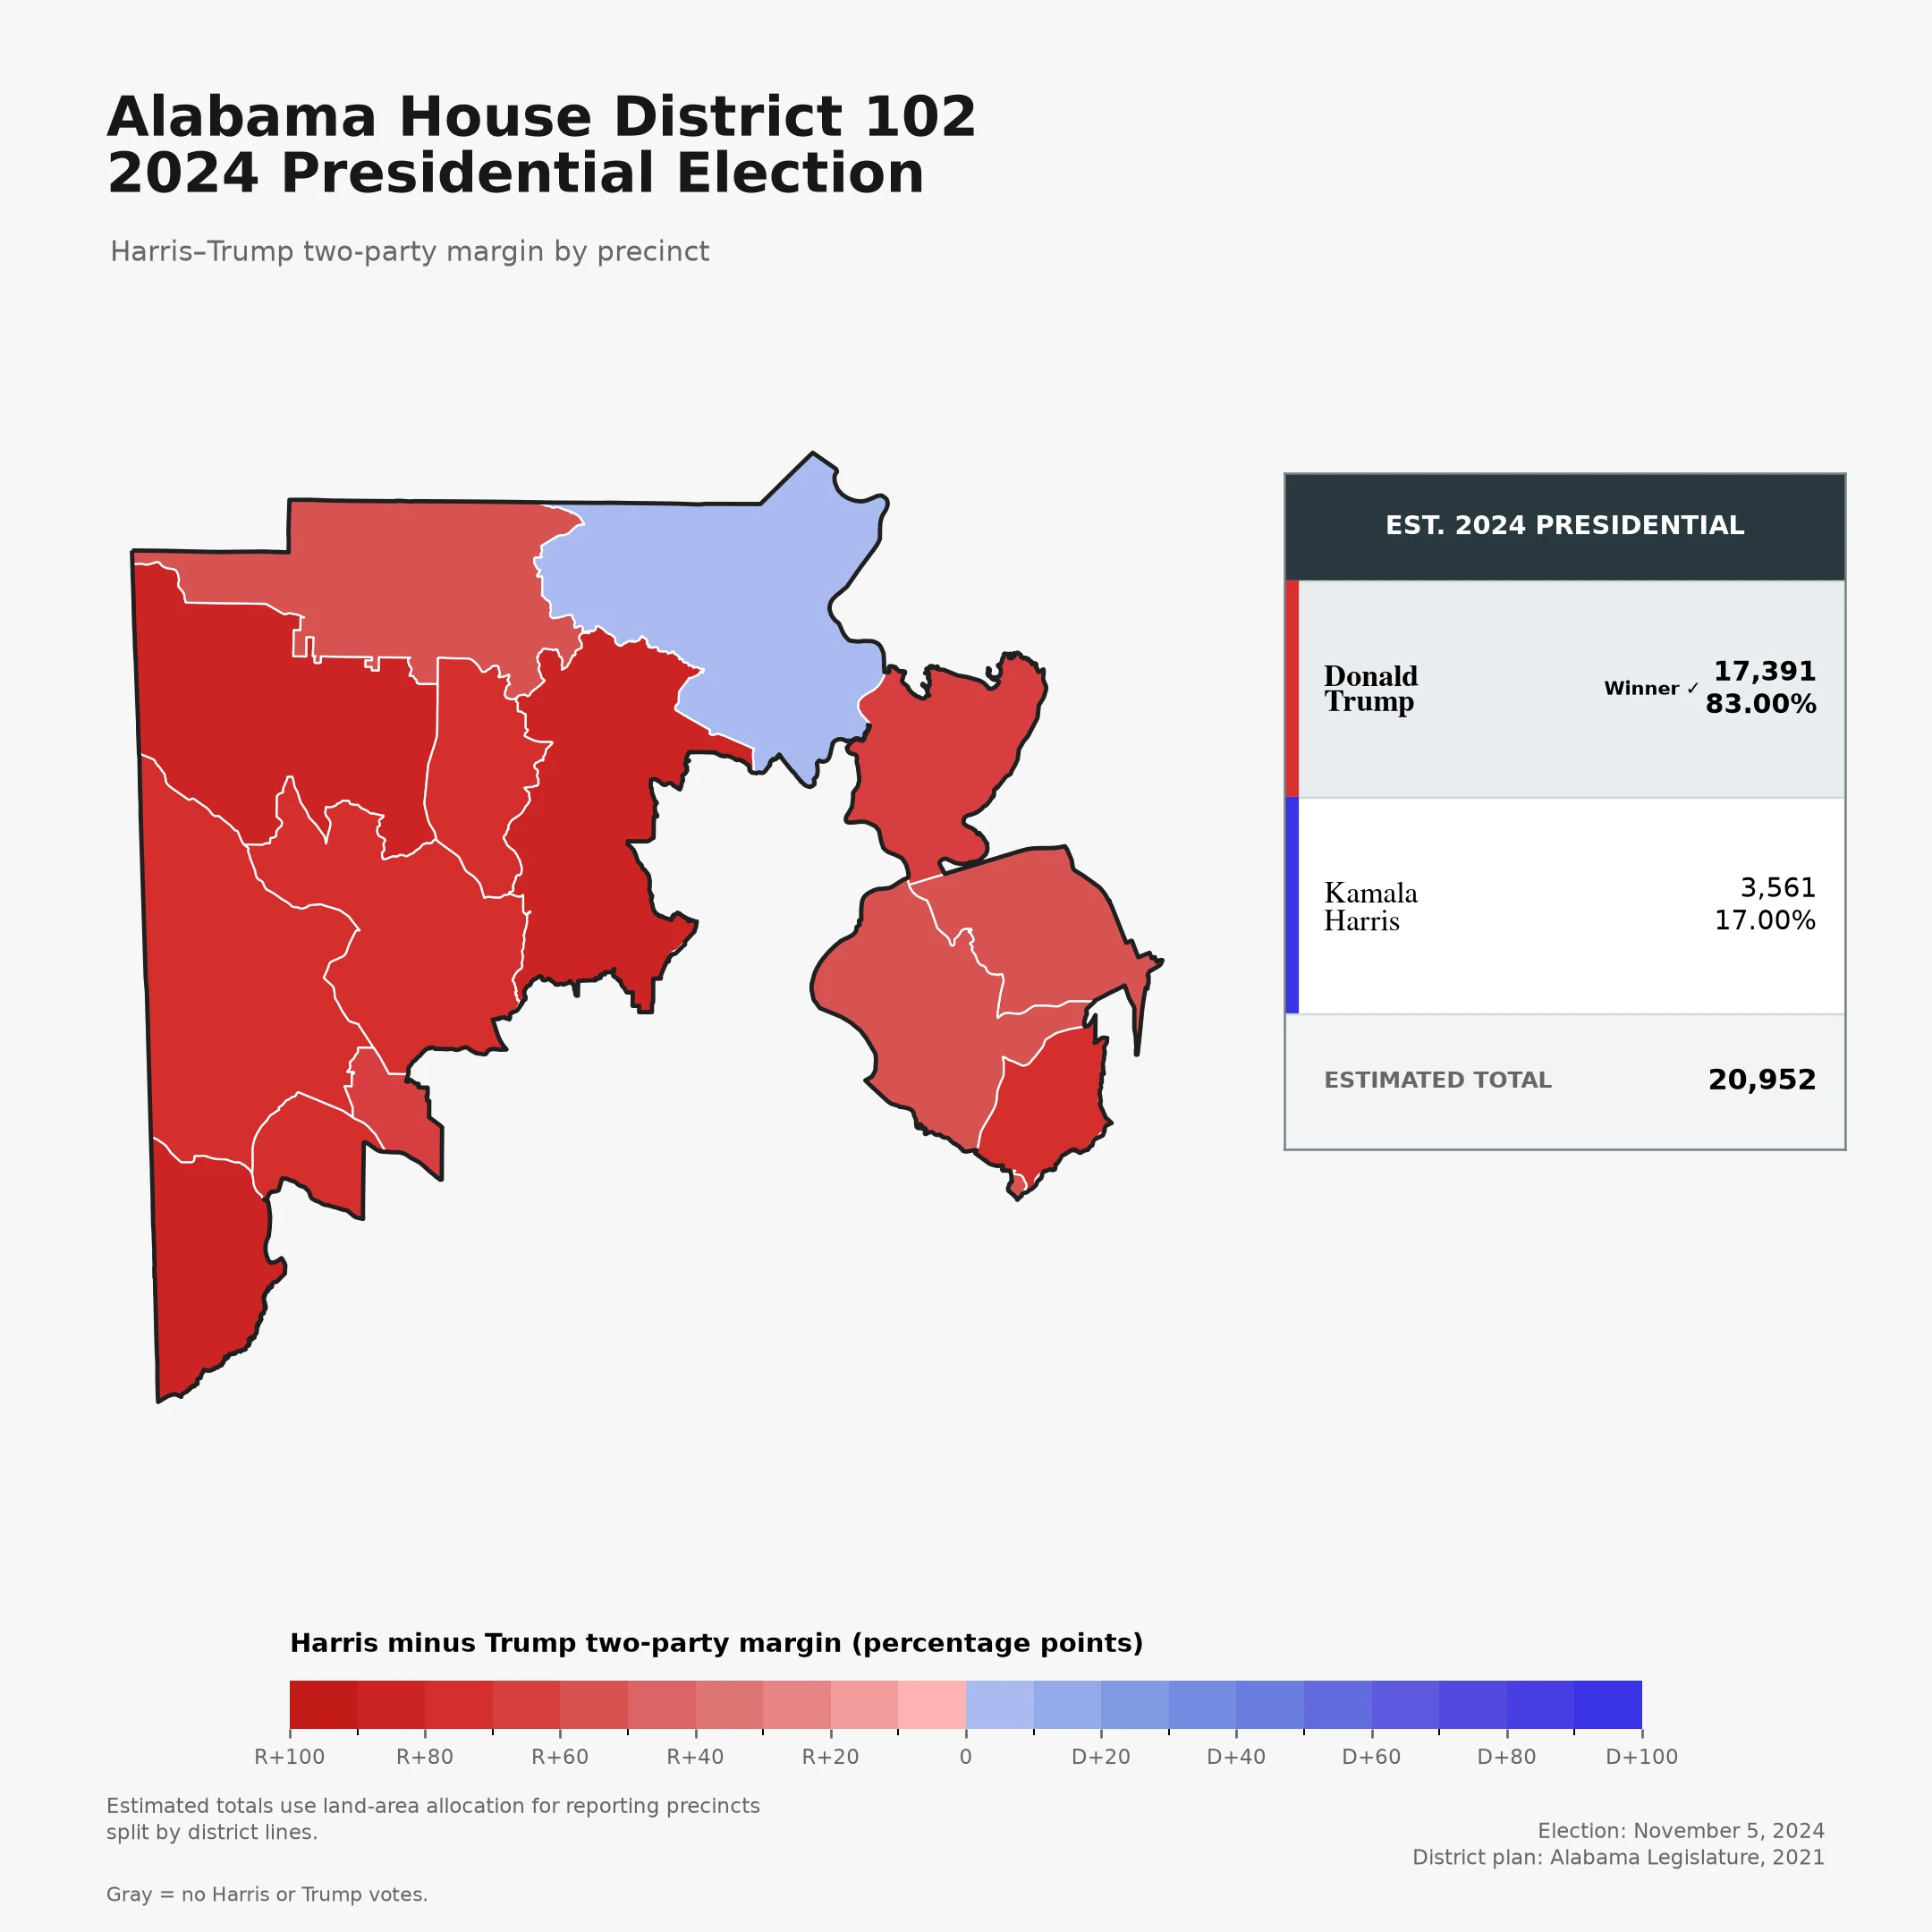 Alabama House District 102
2024 Presidential Election
Harris–Trump two-party margin by precinct
EST. 2024 PRESIDENTIAL
Donald
Trump
Winner ✓
17,391
83.00%
Kamala
Harris
3,561
17.00%
ESTIMATED TOTAL
20,952
Harris minus Trump two-party margin (percentage points)
R+100 R+80 R+60 R+40 R+20 0 D+20 D+40 D+60 D+80 D+100
Estimated totals use land-area allocation for reporting precincts
split by district lines.
Gray = no Harris or Trump votes.
Election: November 5, 2024
District plan: Alabama Legislature, 2021